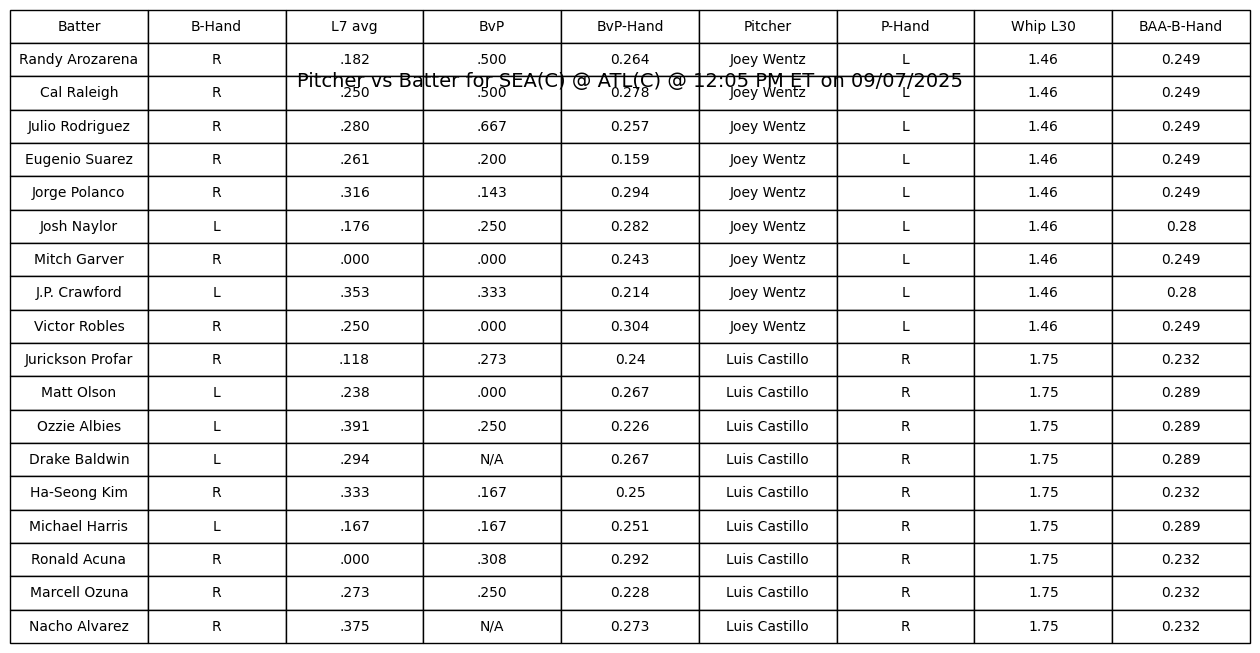 Batter B-Hand L7 avg BvP BvP-Hand Pitcher P-Hand Whip L30 BAA-B-Hand
Randy Arozarena R .182 .500 0.264 Joey Wentz L 1.46 0.249
Pitcher vs Batter for SEA(C) @ ATL(C) @ 12:05 PM ET on 09/07/2025
Cal Raleigh R .250 .500 0.278 Joey Wentz L 1.46 0.249
Julio Rodriguez R .280 .667 0.257 Joey Wentz L 1.46 0.249
Eugenio Suarez R .261 .200 0.159 Joey Wentz L 1.46 0.249
Jorge Polanco R .316 .143 0.294 Joey Wentz L 1.46 0.249
Josh Naylor L .176 .250 0.282 Joey Wentz L 1.46 0.28
Mitch Garver R .000 .000 0.243 Joey Wentz L 1.46 0.249
J.P. Crawford L .353 .333 0.214 Joey Wentz L 1.46 0.28
Victor Robles R .250 .000 0.304 Joey Wentz L 1.46 0.249
Jurickson Profar R .118 .273 0.24 Luis Castillo R 1.75 0.232
Matt Olson L .238 .000 0.267 Luis Castillo R 1.75 0.289
Ozzie Albies L .391 .250 0.226 Luis Castillo R 1.75 0.289
Drake Baldwin L .294 N/A 0.267 Luis Castillo R 1.75 0.289
Ha-Seong Kim R .333 .167 0.25 Luis Castillo R 1.75 0.232
Michael Harris L .167 .167 0.251 Luis Castillo R 1.75 0.289
Ronald Acuna R .000 .308 0.292 Luis Castillo R 1.75 0.232
Marcell Ozuna R .273 .250 0.228 Luis Castillo R 1.75 0.232
Nacho Alvarez R .375 N/A 0.273 Luis Castillo R 1.75 0.232